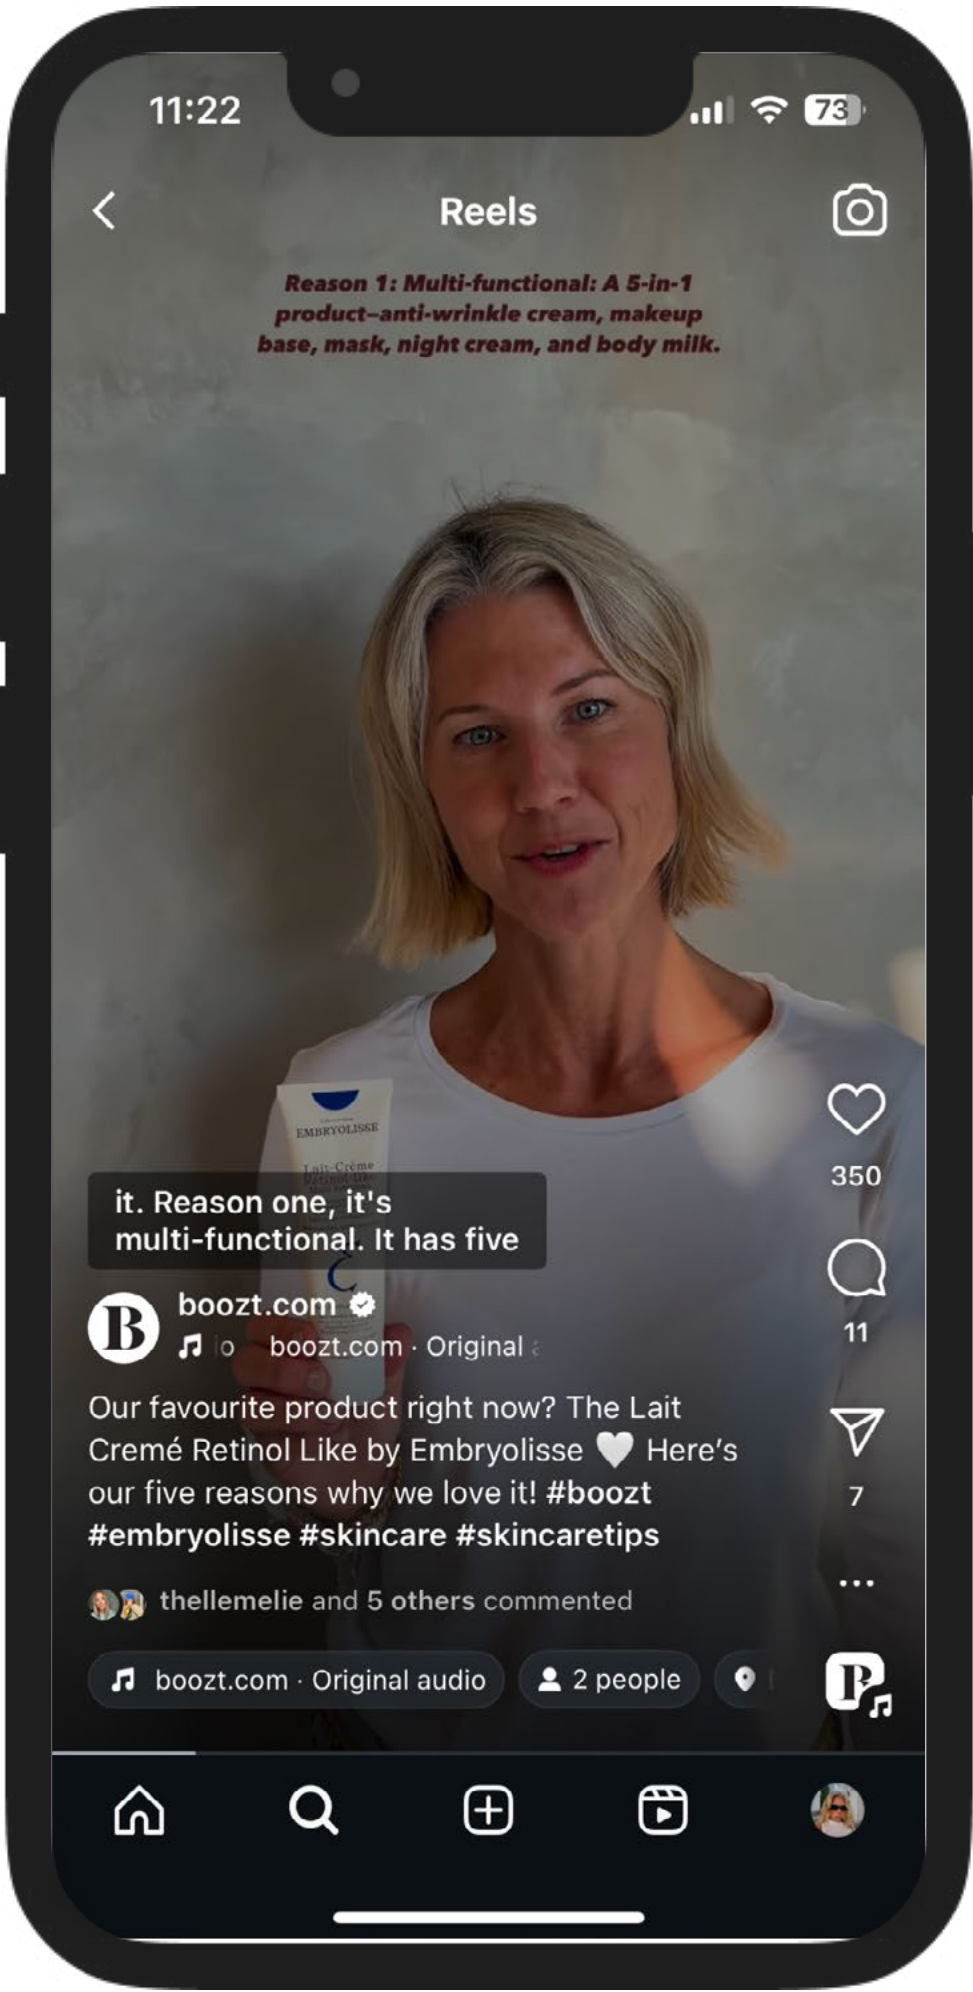 11:22
73
Reels
Reason 1: Multi-functional: A 5-in-1
product–anti-wrinkle cream, makeup
base, mask, night cream, and body milk.
EMBRYOLISSE
Lait-Crème
Retinol-like
it. Reason one, it's
multi-functional. It has five
350
11
7
B
boozt.com
io boozt.com · Original
Our favourite product right now? The Lait
Cremé Retinol Like by Embryolisse 🤍 Here's
our five reasons why we love it! #boozt
#embryolisse #skincare #skincaretips
thellemelie and 5 others commented
boozt.com · Original audio
2 people
B